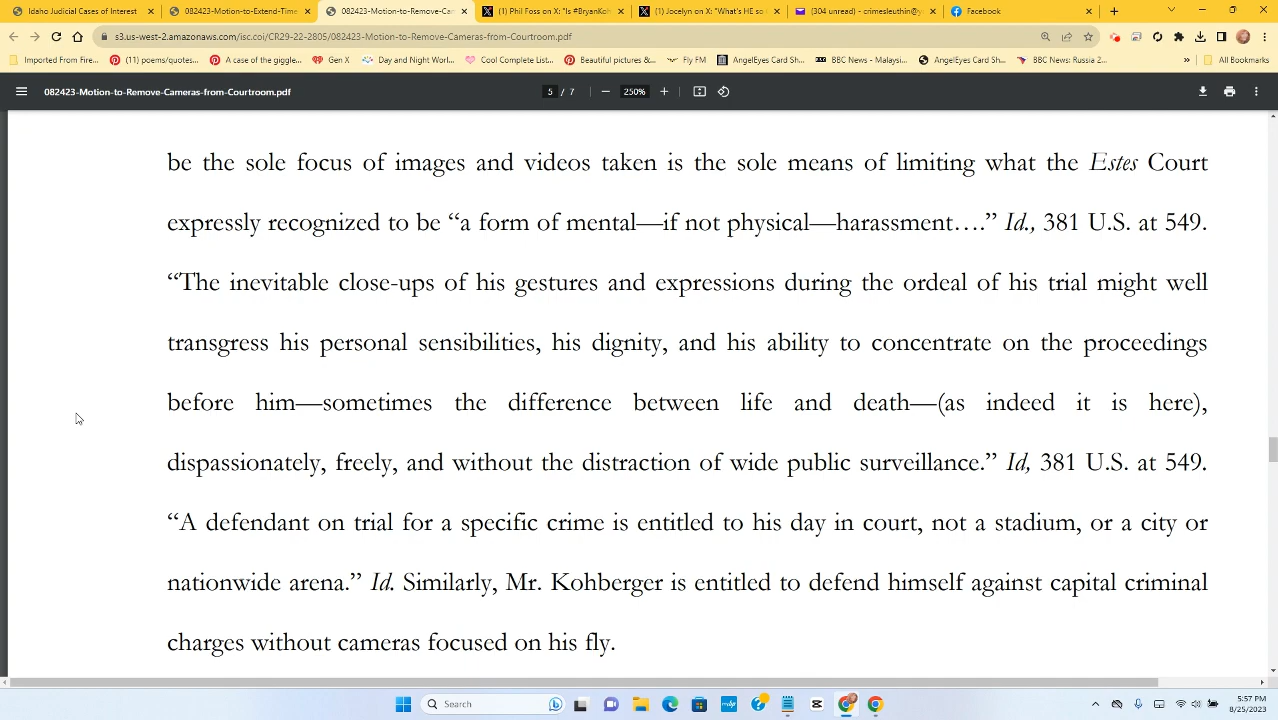 Idaho Judicial Cases of Interest
082423-Motion-to-Extend-Time
082423-Motion-to-Remove-Car
(1) Phil Foss on X: "Is #BryanKoh
(1) Jocelyn on X: "What's HE so
(304 unread) - crimesleuthin@y
Facebook
s3.us-west-2.amazonaws.com/isc.coi/CR29-22-2805/082423-Motion-to-Remove-Cameras-from-Courtroom.pdf
Imported From Fire...
(11) poems/quotes...
A case of the giggle...
Gen X
Day and Night Worl...
Cool Complete List...
Beautiful pictures &...
Fly FM
AngelEyes Card Sh...
BBC News - Malaysi...
AngelEyes Card Sh...
BBC News: Russia 2...
»
All Bookmarks
082423-Motion-to-Remove-Cameras-from-Courtroom.pdf
5 / 7
250%
be the sole focus of images and videos taken is the sole means of limiting what the Estes Court
expressly recognized to be “a form of mental—if not physical—harassment….” Id., 381 U.S. at 549.
“The inevitable close-ups of his gestures and expressions during the ordeal of his trial might well
transgress his personal sensibilities, his dignity, and his ability to concentrate on the proceedings
before him—sometimes the difference between life and death—(as indeed it is here),
dispassionately, freely, and without the distraction of wide public surveillance.” Id, 381 U.S. at 549.
“A defendant on trial for a specific crime is entitled to his day in court, not a stadium, or a city or
nationwide arena.” Id. Similarly, Mr. Kohberger is entitled to defend himself against capital criminal
charges without cameras focused on his fly.
Search
5:57 PM
8/25/2023